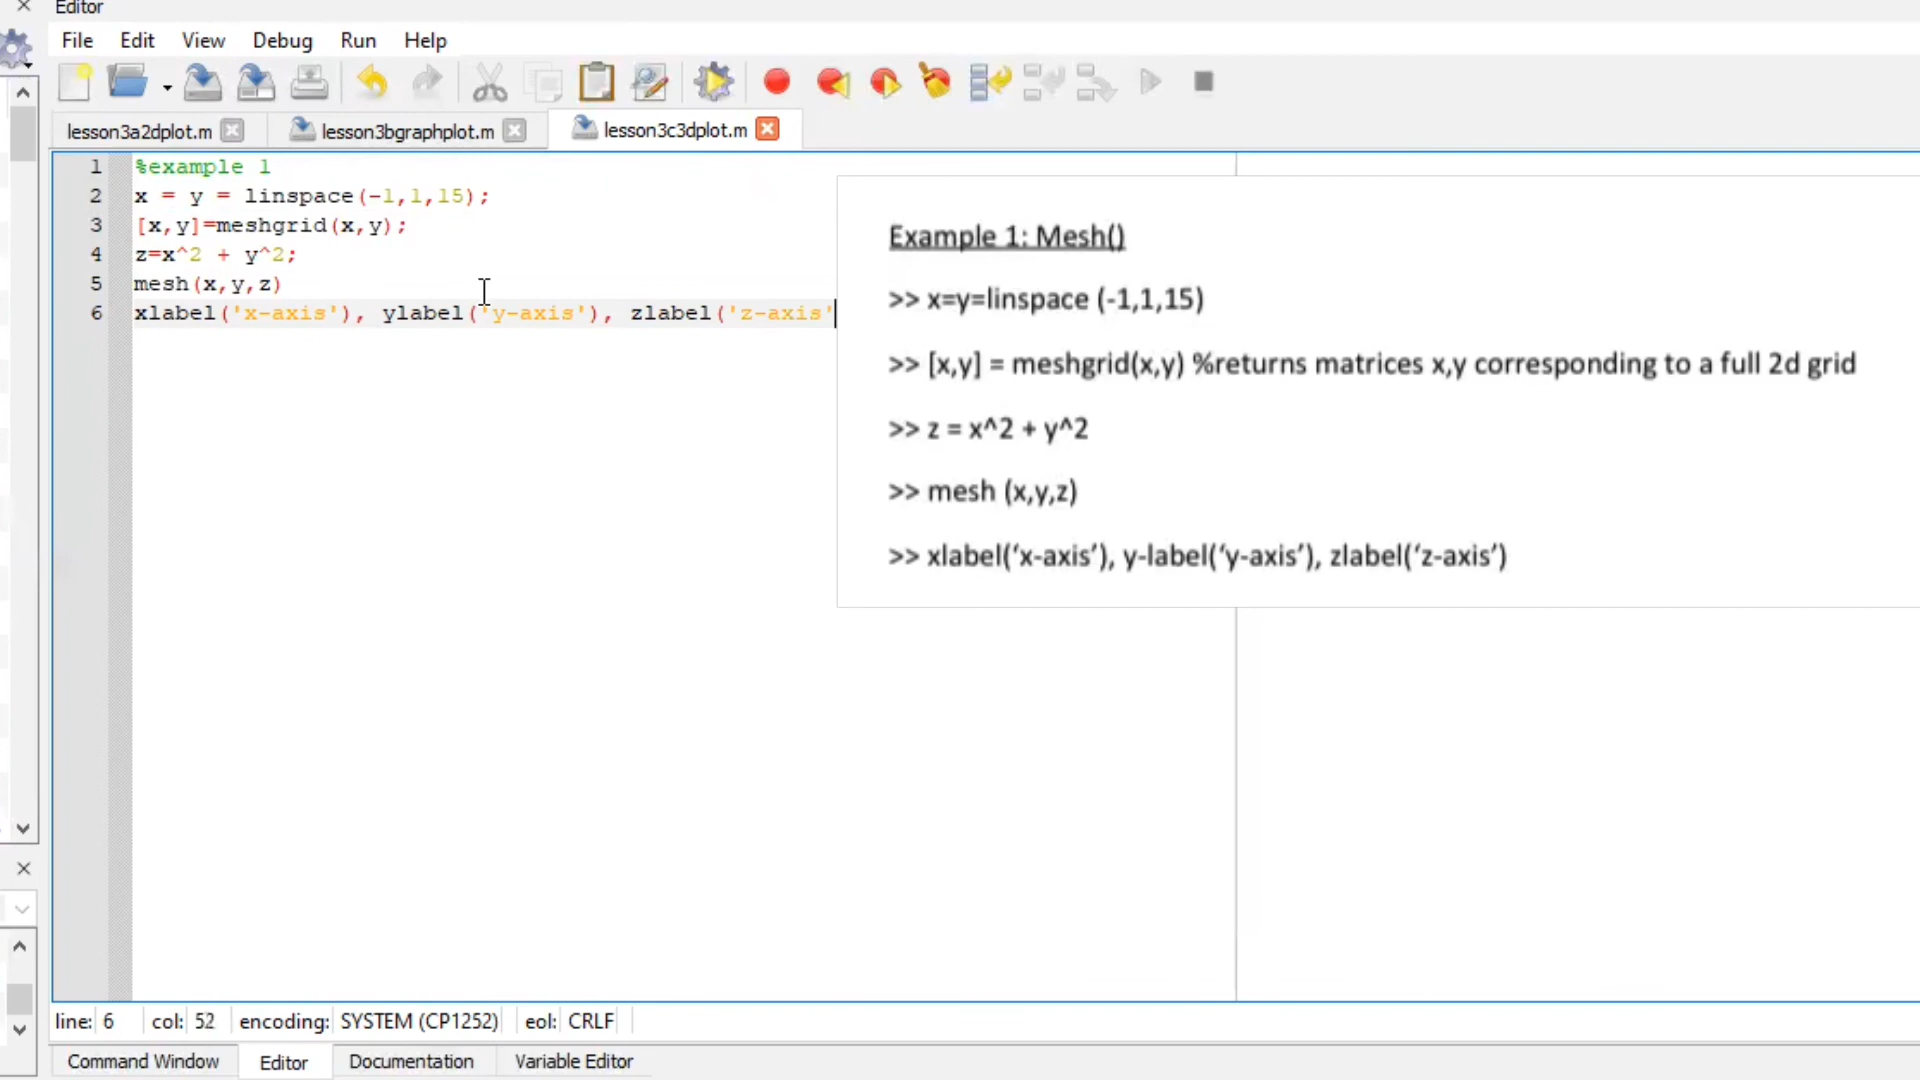 Editor
File Edit View Debug Run Help
lesson3a2dplot.m lesson3bgraphplot.m lesson3c3dplot.m
1 %example 1
2 x = y = linspace(-1,1,15);
3 [x,y]=meshgrid(x,y);
4 z=x^2 + y^2;
5 mesh(x,y,z)
6 xlabel('x-axis'), ylabel('y-axis'), zlabel('z-axis'
Example 1: Mesh()
>> x=y=linspace (-1,1,15)
>> [x,y] = meshgrid(x,y) %returns matrices x,y corresponding to a full 2d grid
>> z = x^2 + y^2
>> mesh (x,y,z)
>> xlabel(‘x-axis’), y-label(‘y-axis’), zlabel(‘z-axis’)
line: 6 col: 52 encoding: SYSTEM (CP1252) eol: CRLF
Command Window Editor Documentation Variable Editor